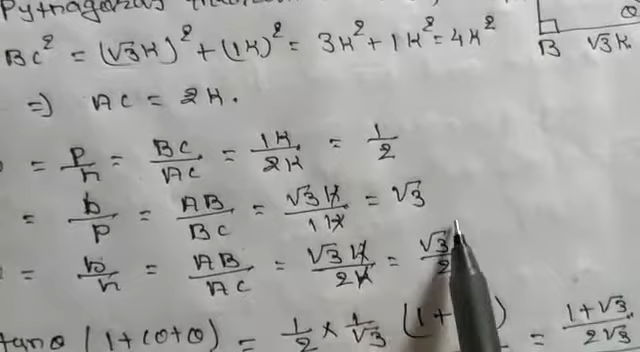 Pythagoras
BC² = (√3K)² + (1K)² = 3K² + 1K² = 4K²
θ
B √3K
=) AC = 2K.
= p/h = BC/AC = 1K/2K = 1/2
= b/p = AB/BC = √3K/1K = √3
= b/h = AB/AC = √3K/2K = √3/2
tanθ (1+cotθ) = 1/2 × 1/√3 (1+ = 1+√3/2√3